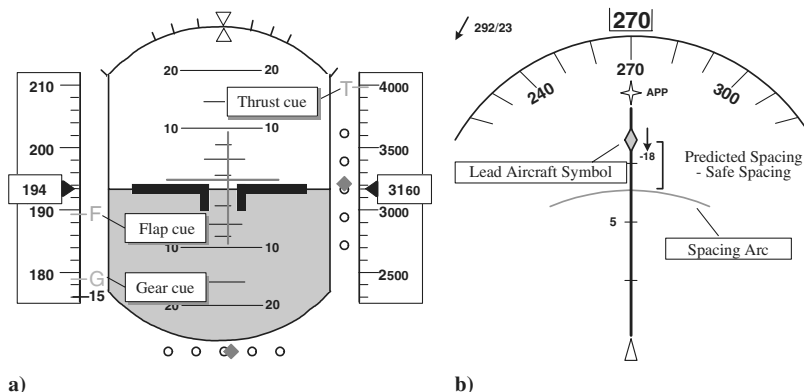 20 20
210
T
4000
Thrust cue
10 10
200
3500
194
3160
190
F
3000
Flap cue
10 10
180
G
2500
Gear cue
15
20 20
a)
292/23
270
270
240
300
APP
-18
Lead Aircraft Symbol
Predicted Spacing
- Safe Spacing
5
Spacing Arc
b)